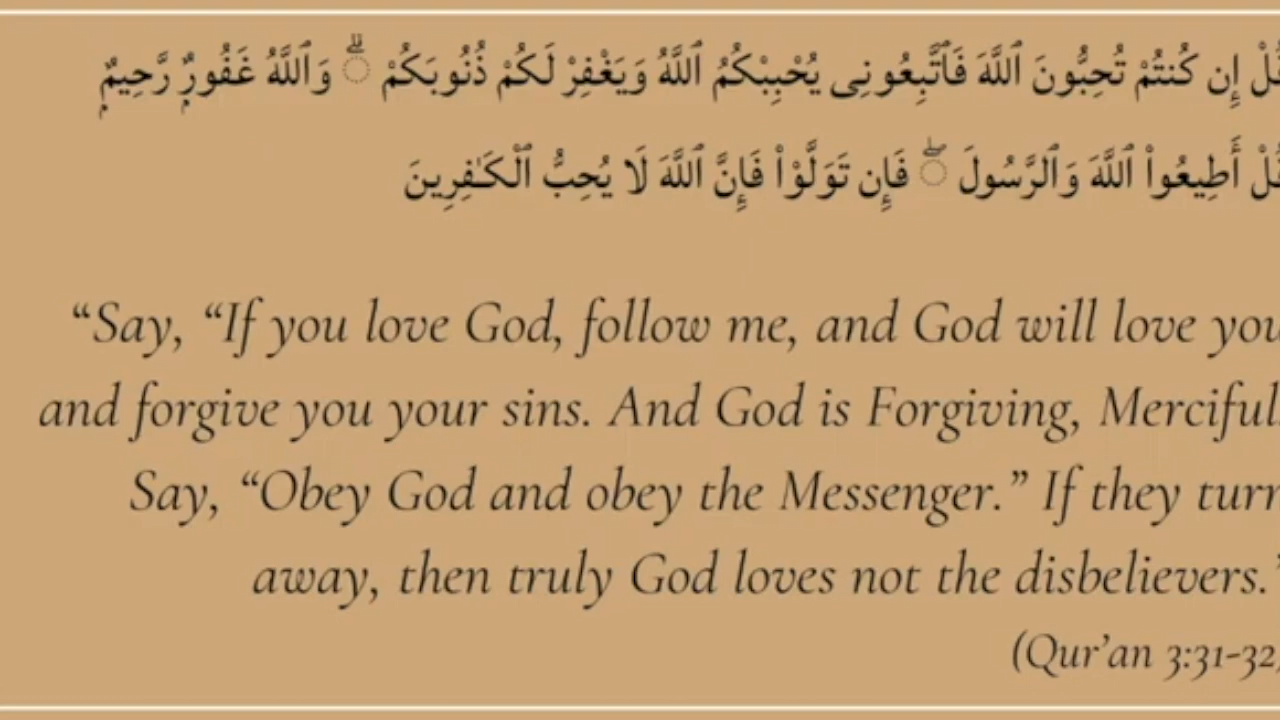 قُلْ إِن كُنتُمْ تُحِبُّونَ ٱللَّهَ فَٱتَّبِعُونِى يُحْبِبْكُمُ ٱللَّهُ وَيَغْفِرْ لَكُمْ ذُنُوبَكُمْ ۗ وَٱللَّهُ غَفُورٌ رَّحِيمٌ
قُلْ أَطِيعُوا۟ ٱللَّهَ وَٱلرَّسُولَ ۖ فَإِن تَوَلَّوْا۟ فَإِنَّ ٱللَّهَ لَا يُحِبُّ ٱلْكَـٰفِرِينَ
“Say, “If you love God, follow me, and God will love you
and forgive you your sins. And God is Forgiving, Merciful.
Say, “Obey God and obey the Messenger.” If they turn
away, then truly God loves not the disbelievers.”
(Qur’an 3:31-32)